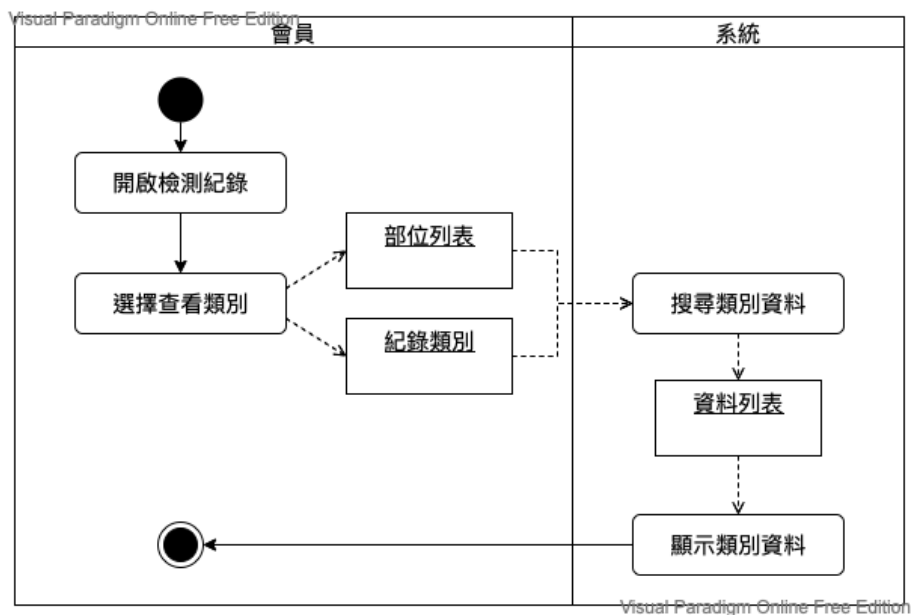 Visual Paradigm Online Free Edition
會員
系統
開啟檢測紀錄
選擇查看類別
部位列表
紀錄類別
搜尋類別資料
資料列表
顯示類別資料
Visual Paradigm Online Free Edition